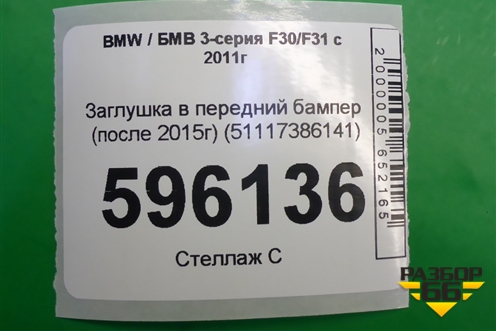 BMW / БМВ 3-серия F30/F31 с
2011г
Заглушка в передний бампер
(после 2015г) (51117386141)
596136
Стеллаж С
2000005652165
РАЗБОР
66